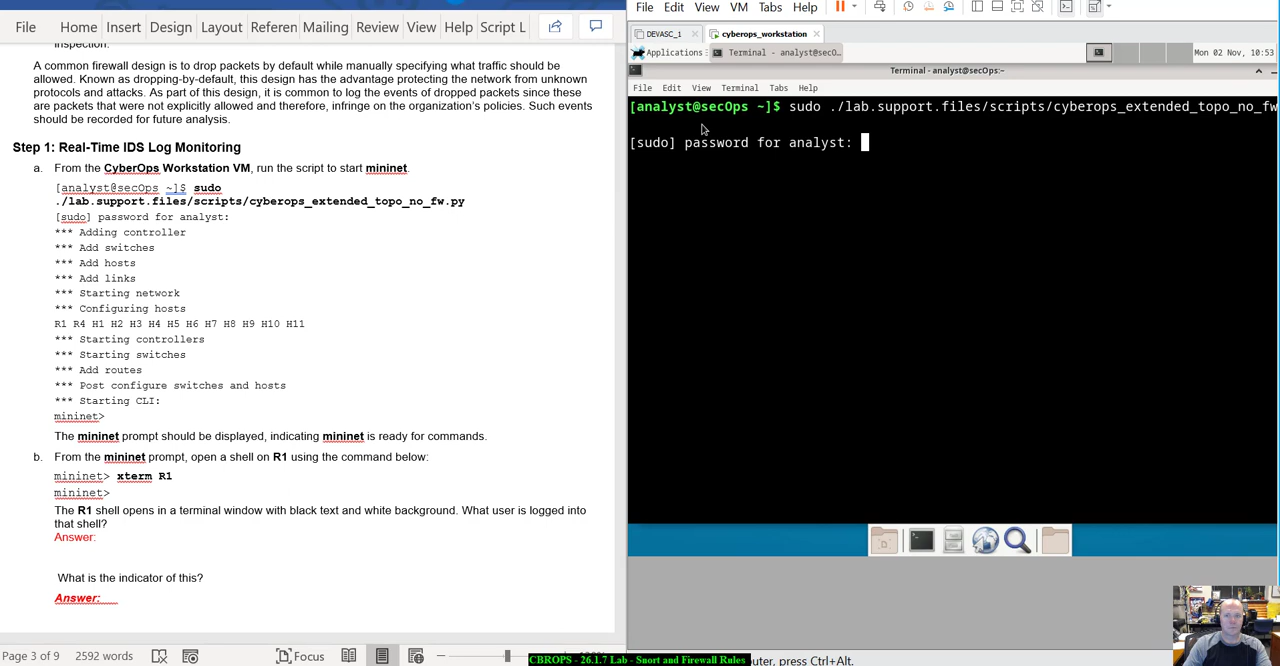 File Home Insert Design Layout Referen Mailing Review View Help Script L
inspection.
A common firewall design is to drop packets by default while manually specifying what traffic should be
allowed. Known as dropping-by-default, this design has the advantage protecting the network from unknown
protocols and attacks. As part of this design, it is common to log the events of dropped packets since these
are packets that were not explicitly allowed and therefore, infringe on the organization's policies. Such events
should be recorded for future analysis.
Step 1: Real-Time IDS Log Monitoring
a. From the CyberOps Workstation VM, run the script to start mininet.
[analyst@secOps ~]$ sudo
./lab.support.files/scripts/cyberops_extended_topo_no_fw.py
[sudo] password for analyst:
*** Adding controller
*** Add switches
*** Add hosts
*** Add links
*** Starting network
*** Configuring hosts
R1 R4 H1 H2 H3 H4 H5 H6 H7 H8 H9 H10 H11
*** Starting controllers
*** Starting switches
*** Add routes
*** Post configure switches and hosts
*** Starting CLI:
mininet>
The mininet prompt should be displayed, indicating mininet is ready for commands.
b. From the mininet prompt, open a shell on R1 using the command below:
mininet> xterm R1
mininet>
The R1 shell opens in a terminal window with black text and white background. What user is logged into
that shell?
Answer:
What is the indicator of this?
Answer:
Page 3 of 9 2592 words Focus
File Edit View VM Tabs Help
DEVASC_1 cyberops_workstation
Applications Terminal - analyst@secO... Mon 02 Nov, 10:53
Terminal - analyst@secOps:~
File Edit View Terminal Tabs Help
[analyst@secOps ~]$ sudo ./lab.support.files/scripts/cyberops_extended_topo_no_fw
[sudo] password for analyst:
CBROPS - 26.1.7 Lab - Snort and Firewall Rules
puter, press Ctrl+Alt.